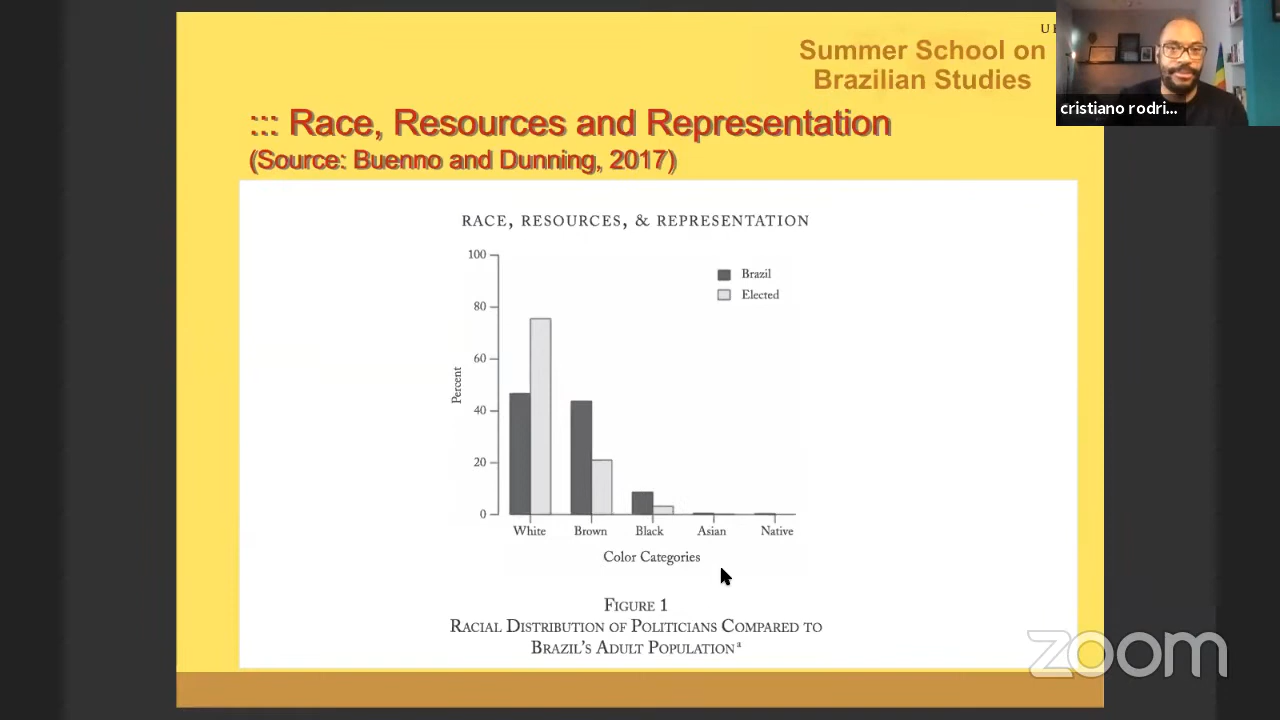 Summer School on
Brazilian Studies
cristiano rodri...
::: Race, Resources and Representation
(Source: Buenno and Dunning, 2017)
RACE, RESOURCES, & REPRESENTATION
100
80
60
40
20
0
Percent
Brazil
Elected
White Brown Black Asian Native
Color Categories
FIGURE 1
RACIAL DISTRIBUTION OF POLITICIANS COMPARED TO
BRAZIL'S ADULT POPULATION a
zoom